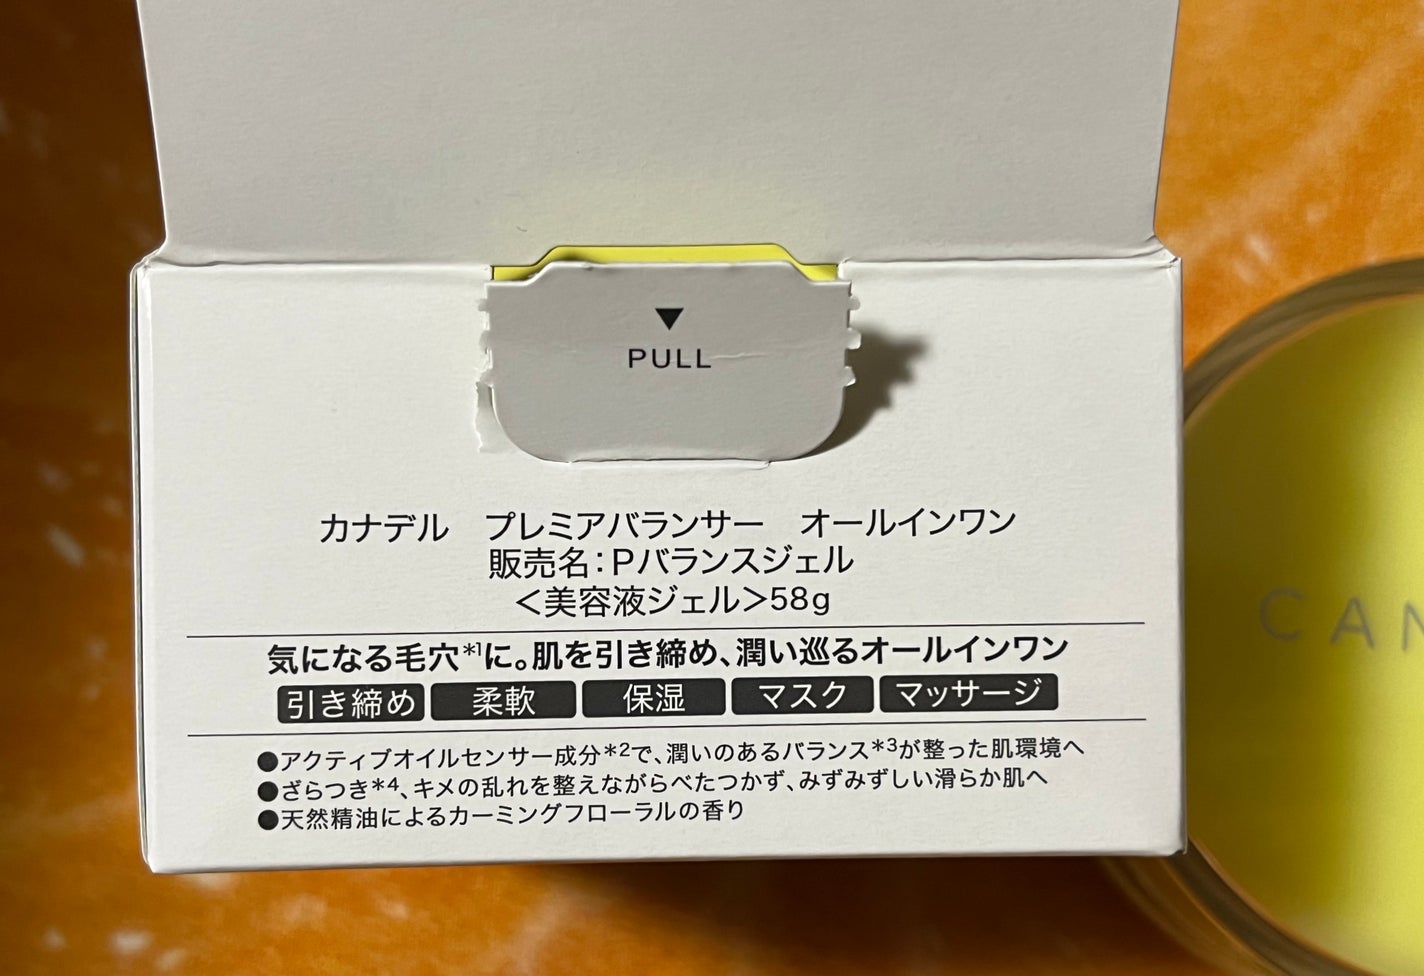 ▼
PULL
カナデル　プレミアバランサー　オールインワン
販売名：Pバランスジェル
＜美容液ジェル＞58g
気になる毛穴*1に。肌を引き締め、潤い巡るオールインワン
引き締め 柔軟 保湿 マスク マッサージ
●アクティブオイルセンサー成分*2で、潤いのあるバランス*3が整った肌環境へ
●ざらつき*4、キメの乱れを整えながらべたつかず、みずみずしい滑らか肌へ
●天然精油によるカーミングフローラルの香り
CAN